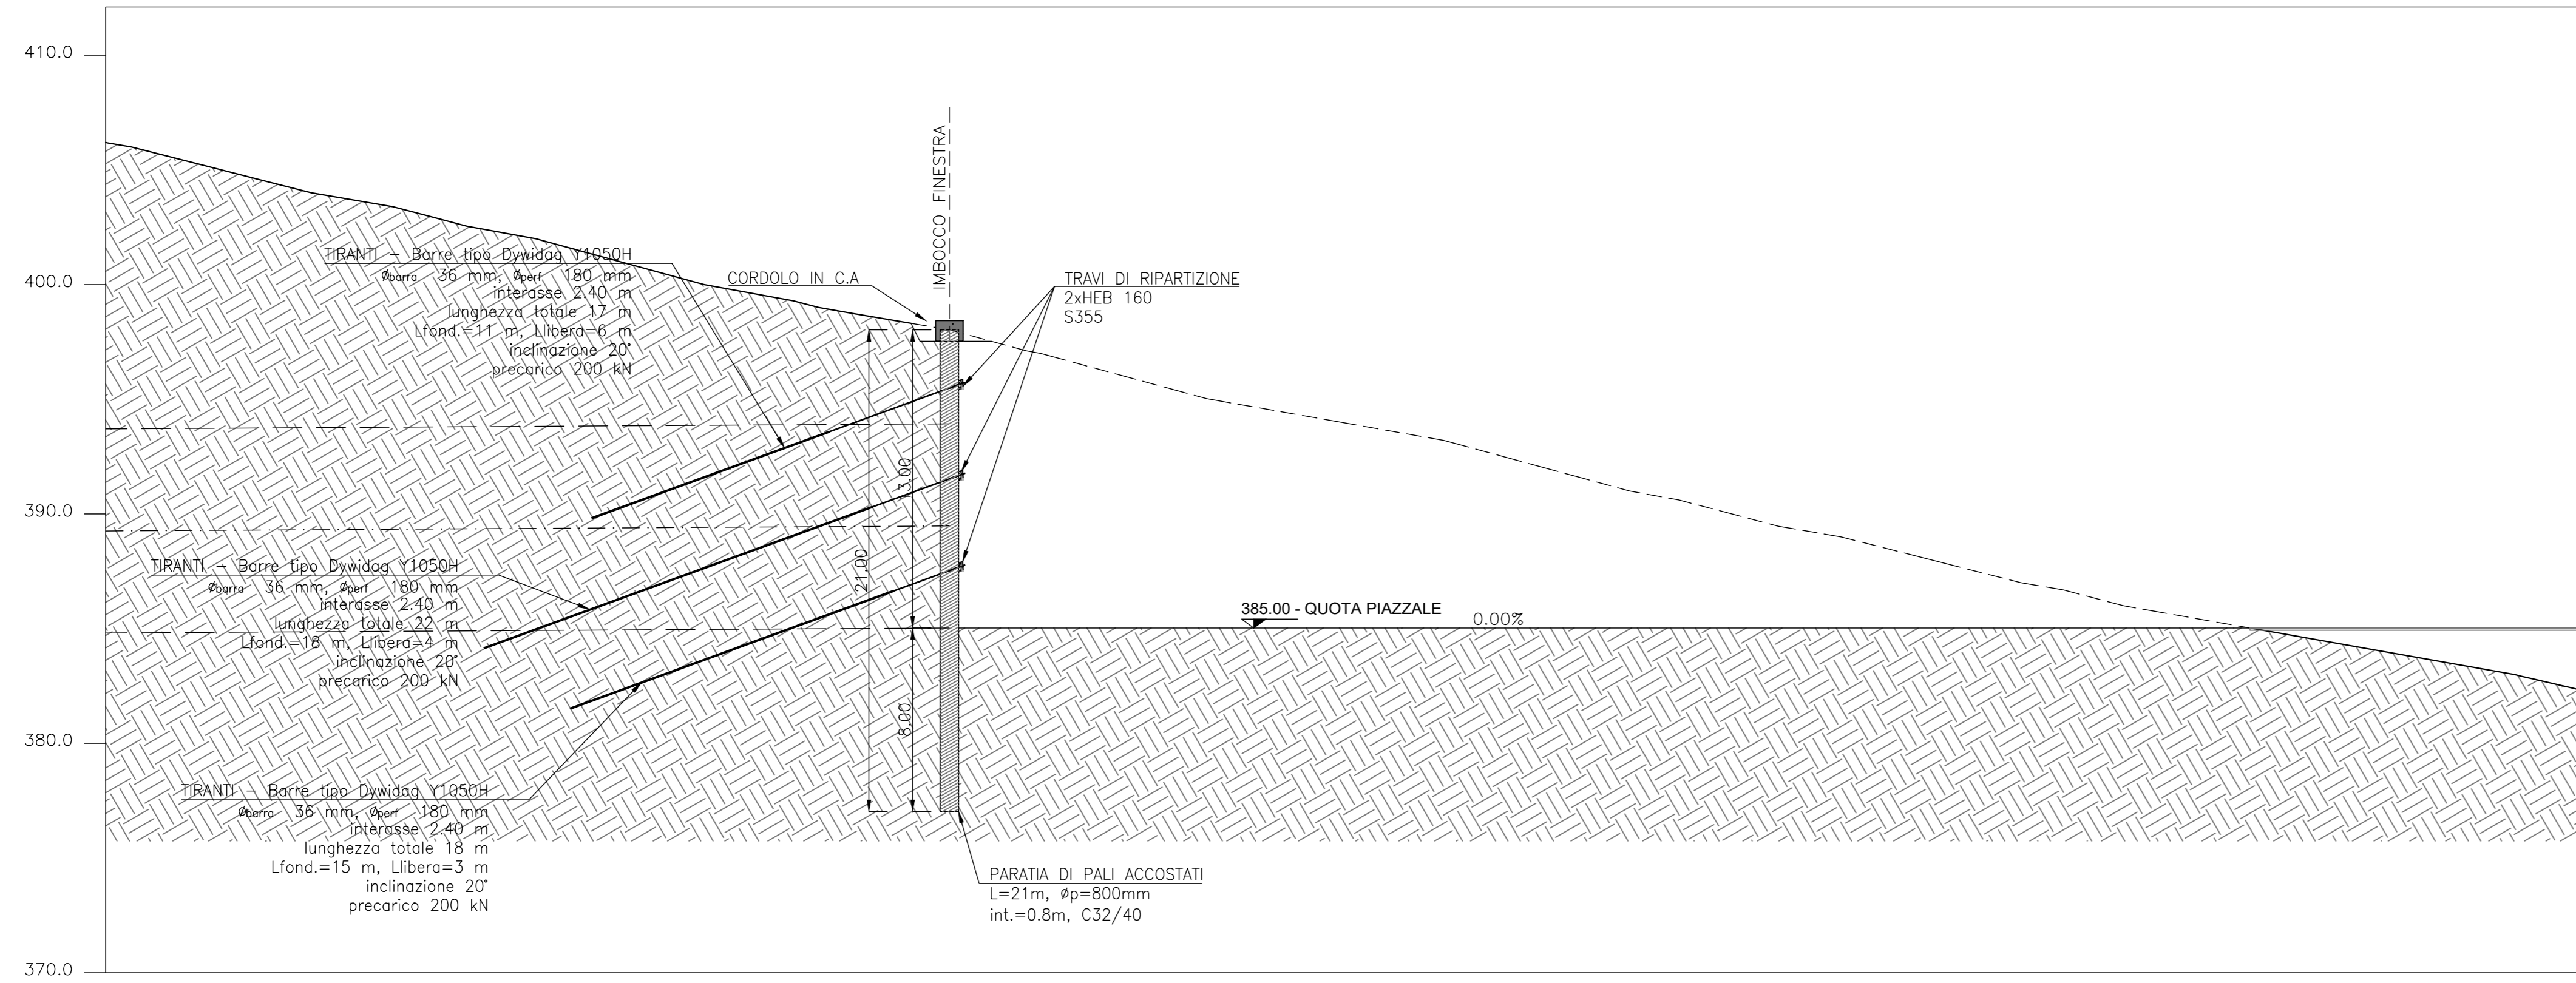 410.0
400.0
390.0
380.0
370.0
IMBOCCO FINESTRA
TIRANTI - Barre tipo Dywidag Y1050H
Øbarra 36 mm, Øperf 180 mm
interasse 2.40 m
lunghezza totale 17 m
Lfond.=11 m, Llibera=6 m
inclinazione 20°
precarico 200 kN
CORDOLO IN C.A
TRAVI DI RIPARTIZIONE
2xHEB 160
S355
13.00
21.00
8.00
TIRANTI - Barre tipo Dywidag Y1050H
Øbarra 36 mm, Øperf 180 mm
interasse 2.40 m
lunghezza totale 22 m
Lfond.=18 m, Llibera=4 m
inclinazione 20°
precarico 200 kN
385.00 - QUOTA PIAZZALE
0.00%
TIRANTI - Barre tipo Dywidag Y1050H
Øbarra 36 mm, Øperf 180 mm
interasse 2.40 m
lunghezza totale 18 m
Lfond.=15 m, Llibera=3 m
inclinazione 20°
precarico 200 kN
PARATIA DI PALI ACCOSTATI
L=21m, Øp=800mm
int.=0.8m, C32/40